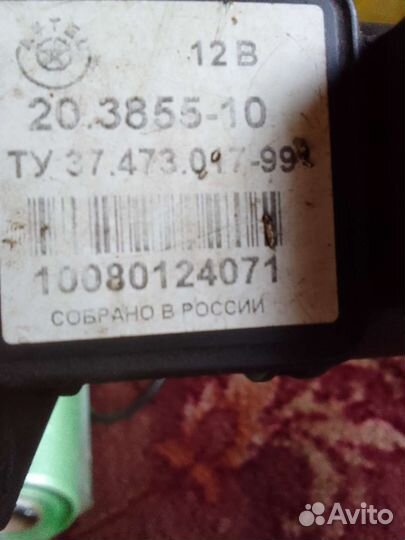 12 В
20.3855-10
ТУ 37.473.017-99
10080124071
СОБРАНО В РОССИИ
Avito